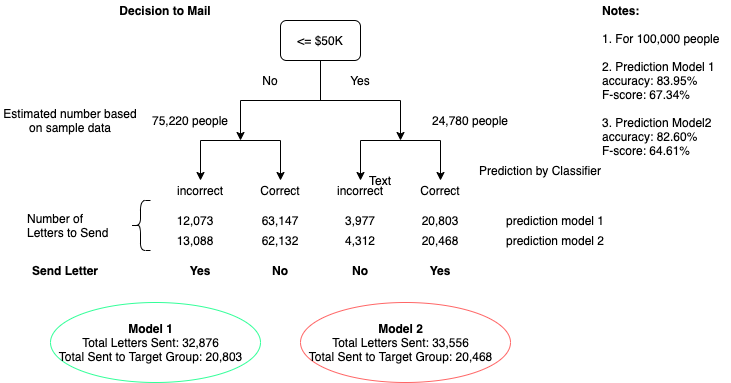 Decision to Mail
Notes:
<= $50K
1. For 100,000 people
2. Prediction Model 1
accuracy: 83.95%
F-score: 67.34%
3. Prediction Model2
accuracy: 82.60%
F-score: 64.61%
No
Yes
Estimated number based
on sample data
75,220 people
24,780 people
Prediction by Classifier
Text
incorrect
Correct
incorrect
Correct
Number of
Letters to Send
12,073
63,147
3,977
20,803
prediction model 1
13,088
62,132
4,312
20,468
prediction model 2
Send Letter
Yes
No
No
Yes
Model 1
Total Letters Sent: 32,876
Total Sent to Target Group: 20,803
Model 2
Total Letters Sent: 33,556
Total Sent to Target Group: 20,468